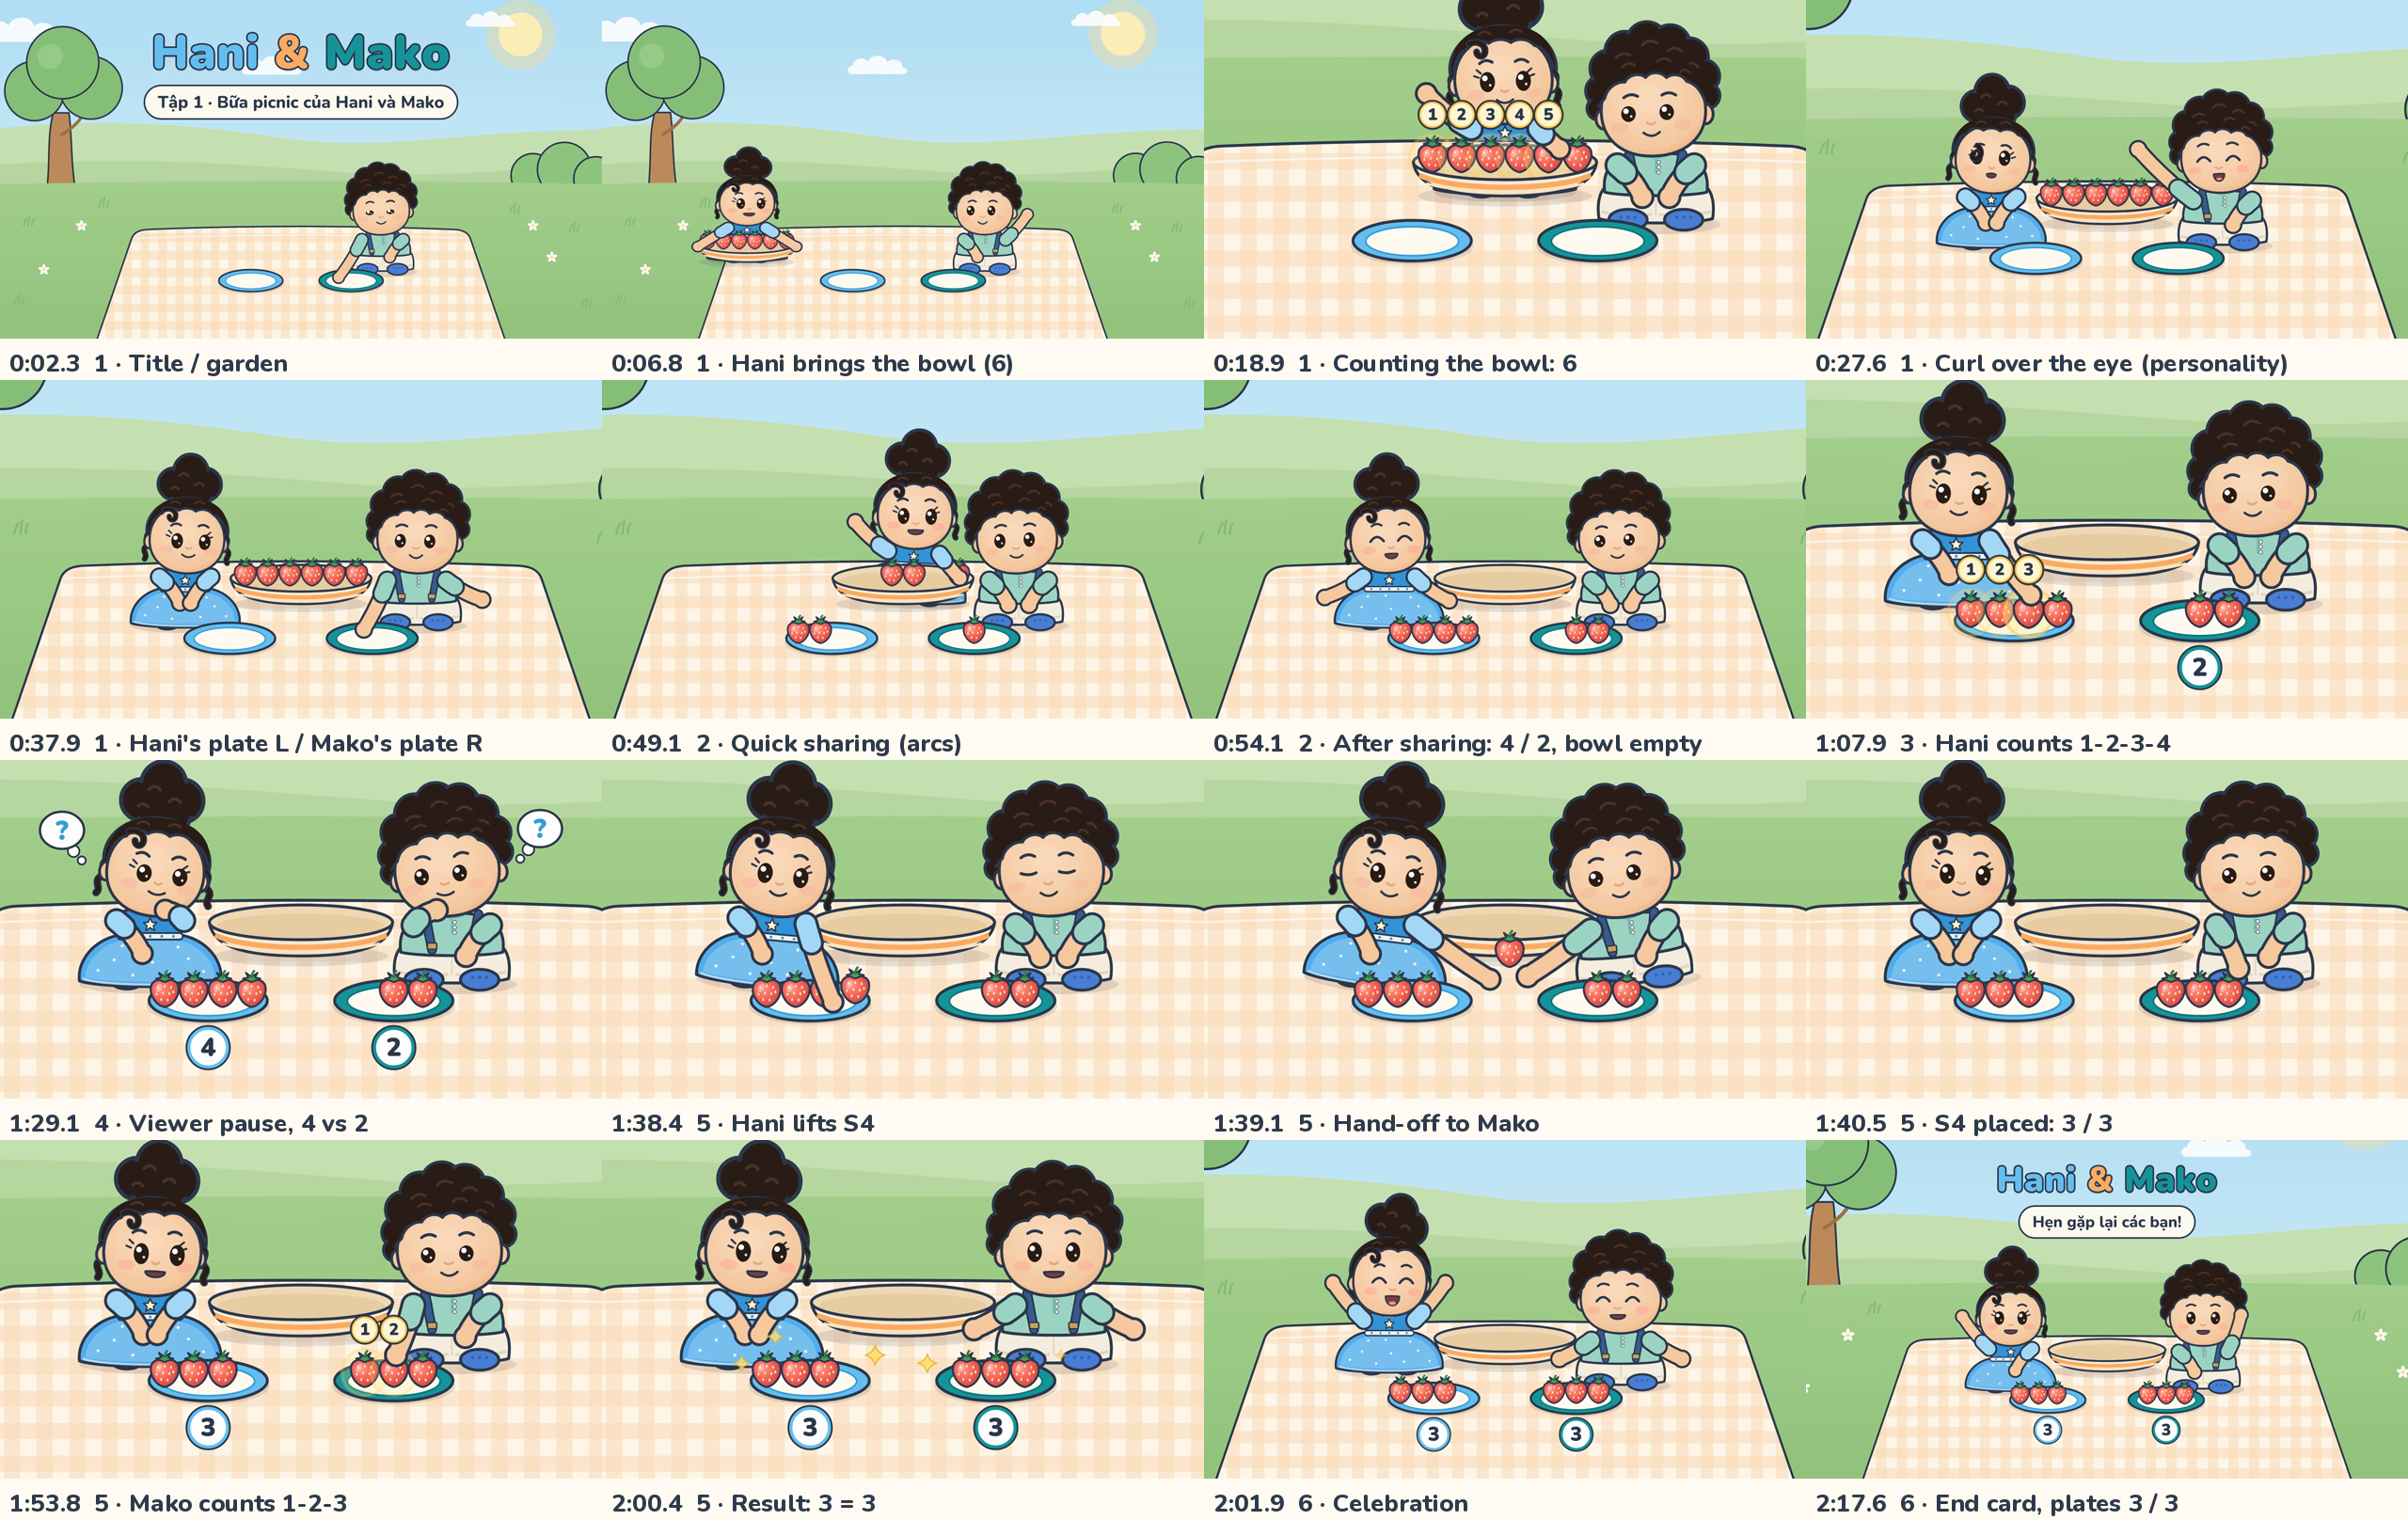 Hani & Mako
Tập 1 · Bữa picnic của Hani và Mako
0:02.3 1 · Title / garden
0:06.8 1 · Hani brings the bowl (6)
1 2 3 4 5
0:18.9 1 · Counting the bowl: 6
0:27.6 1 · Curl over the eye (personality)
0:37.9 1 · Hani's plate L / Mako's plate R
0:49.1 2 · Quick sharing (arcs)
0:54.1 2 · After sharing: 4 / 2, bowl empty
1 2 3
2
1:07.9 3 · Hani counts 1-2-3-4
? ?
4 2
1:29.1 4 · Viewer pause, 4 vs 2
1:38.4 5 · Hani lifts S4
1:39.1 5 · Hand-off to Mako
1:40.5 5 · S4 placed: 3 / 3
1 2
3
1:53.8 5 · Mako counts 1-2-3
3 3
2:00.4 5 · Result: 3 = 3
3 3
2:01.9 6 · Celebration
Hani & Mako
Hẹn gặp lại các bạn!
3 3
2:17.6 6 · End card, plates 3 / 3